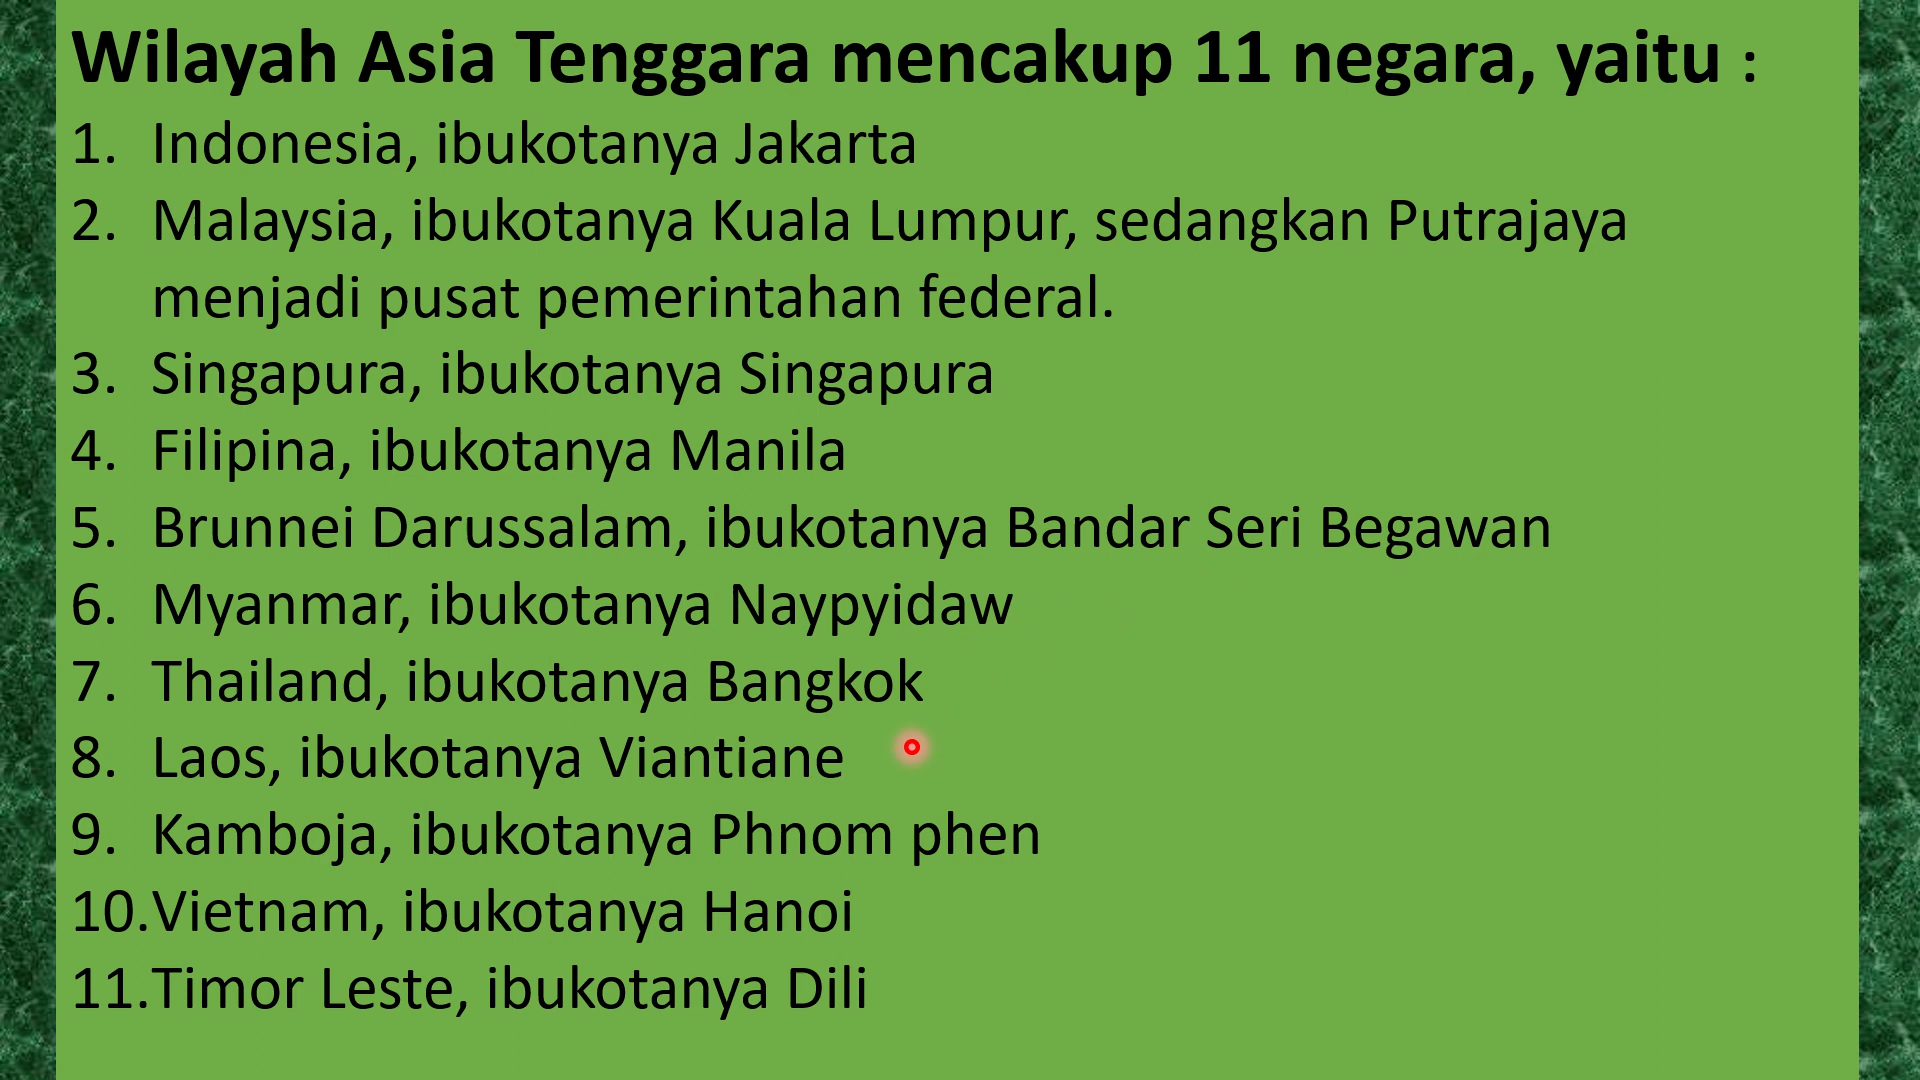 Wilayah Asia Tenggara mencakup 11 negara, yaitu :
1. Indonesia, ibukotanya Jakarta
2. Malaysia, ibukotanya Kuala Lumpur, sedangkan Putrajaya
menjadi pusat pemerintahan federal.
3. Singapura, ibukotanya Singapura
4. Filipina, ibukotanya Manila
5. Brunnei Darussalam, ibukotanya Bandar Seri Begawan
6. Myanmar, ibukotanya Naypyidaw
7. Thailand, ibukotanya Bangkok
8. Laos, ibukotanya Viantiane
9. Kamboja, ibukotanya Phnom phen
10.Vietnam, ibukotanya Hanoi
11.Timor Leste, ibukotanya Dili